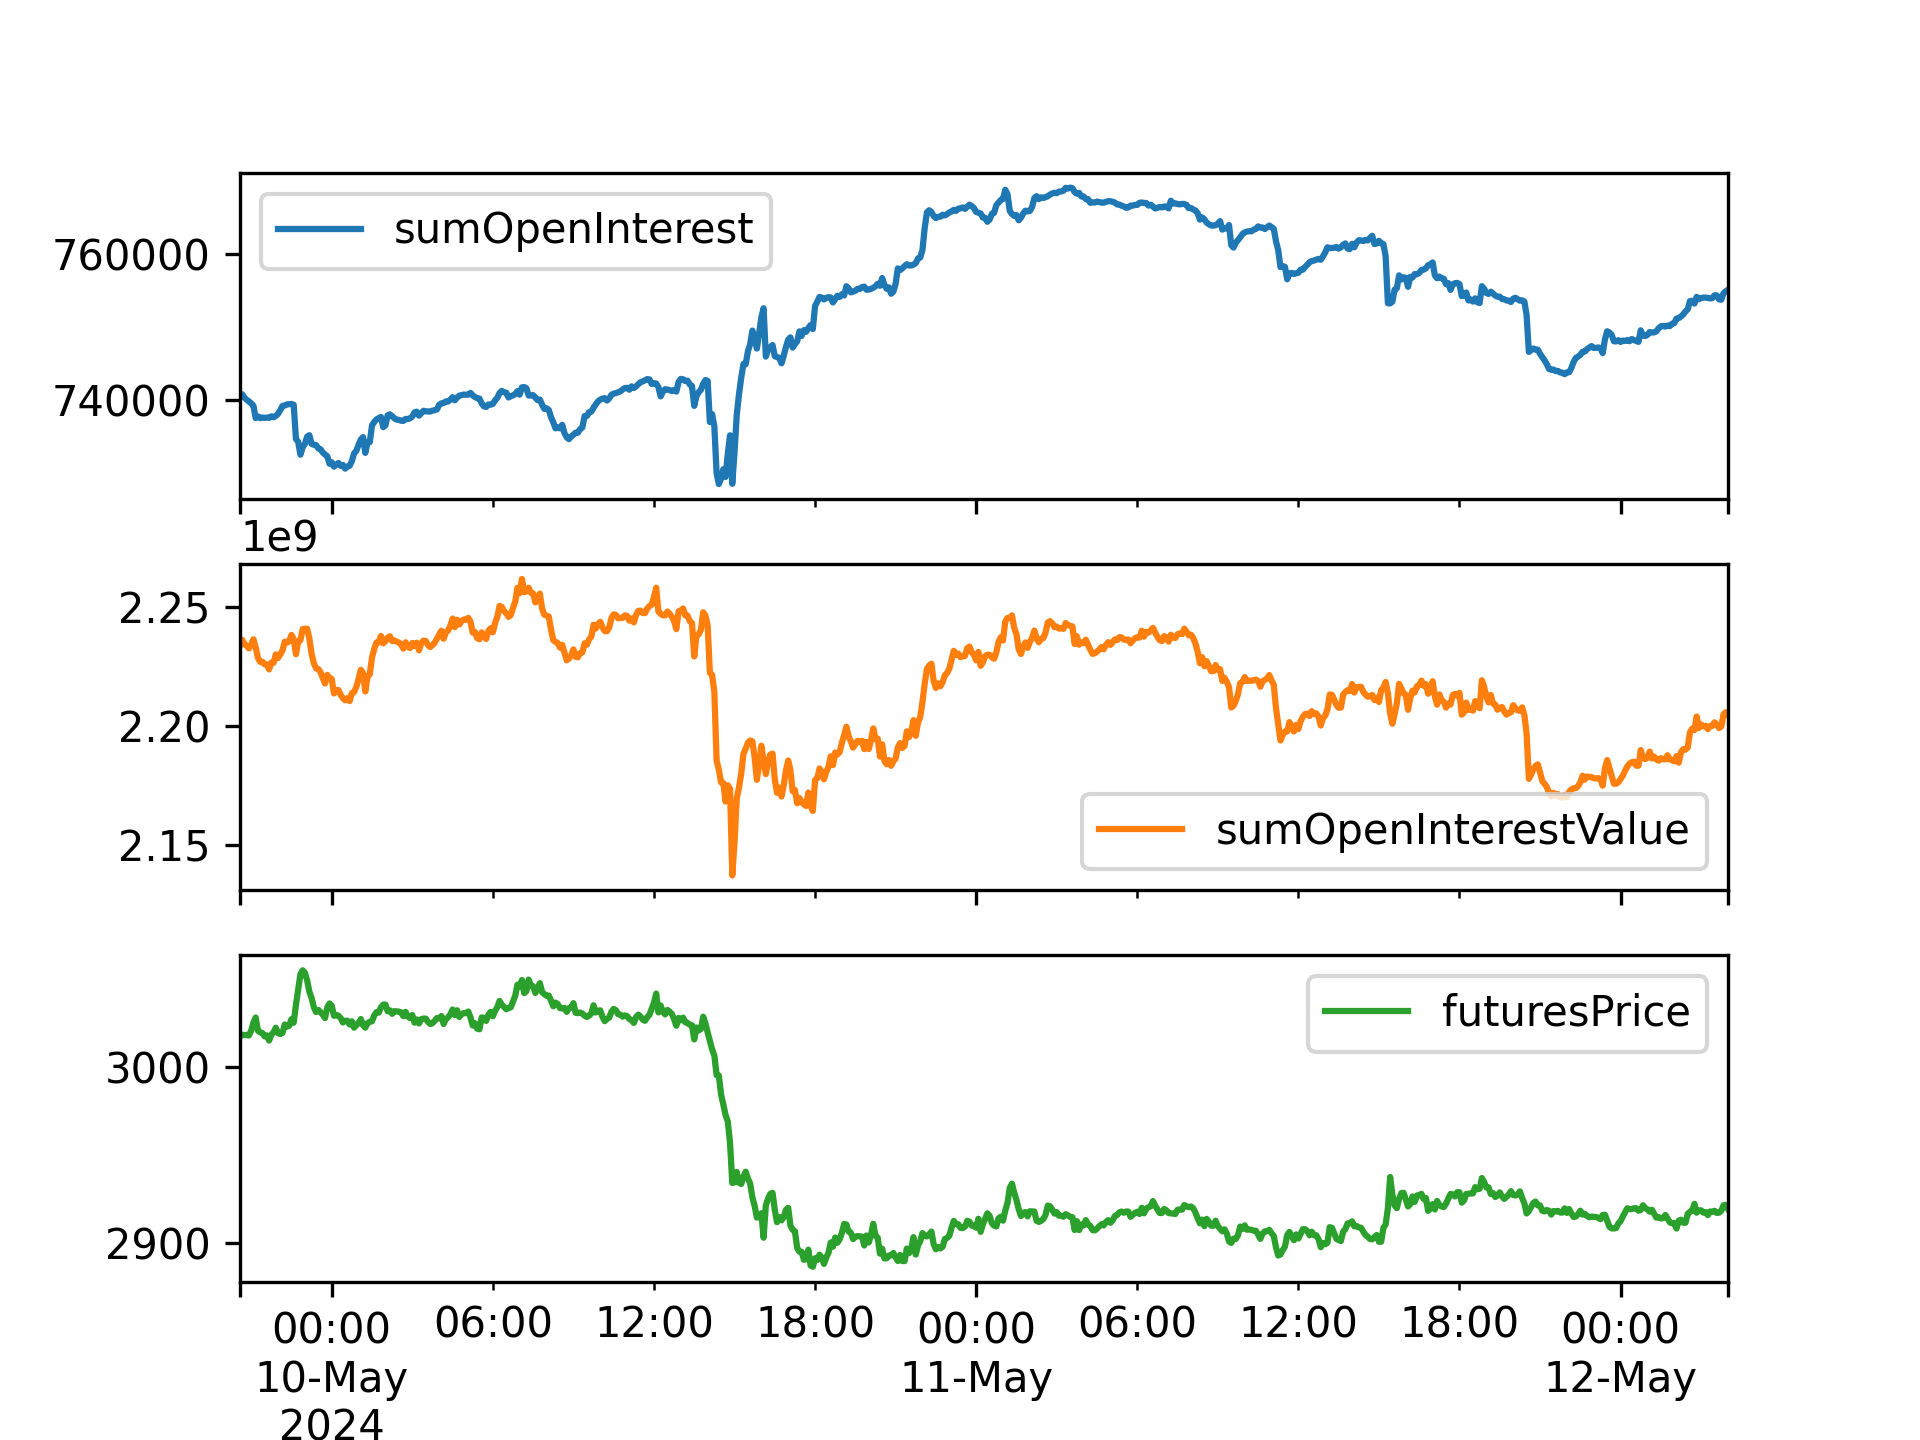 sumOpenInterest
760000
740000
1e9
2.25
2.20
2.15
sumOpenInterestValue
futuresPrice
3000
2900
00:00 06:00 12:00 18:00 00:00 06:00 12:00 18:00 00:00
10-May 11-May 12-May
2024